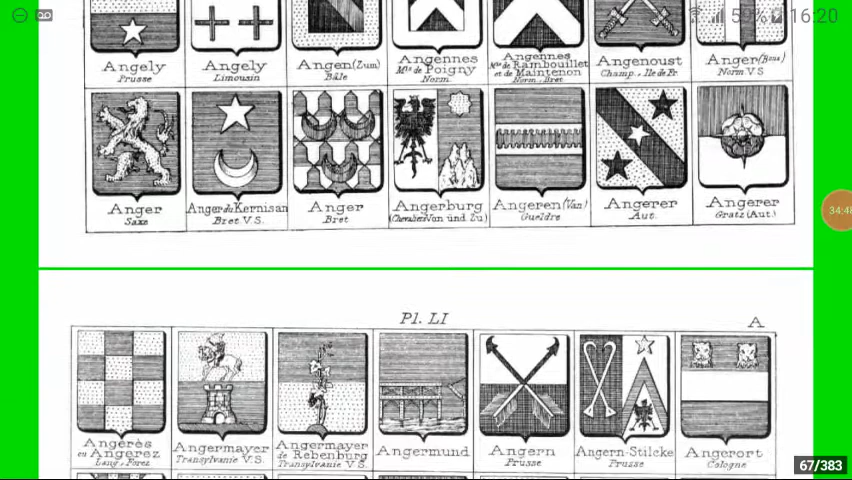 59% 16:20
Angely
Prusse
Angely
Limousin
Angen (Zum)
Bâle
Angennes
Mis de Poigny
Norm.
Angennes
Mis de Rambouillet
et de Maintenon
Norm., Bret
Angenoust
Champ., Ile de Fr.
Anger (Bous)
Norm. V.S
Anger
Saxe
Anger du Kernisan
Bret V.S.
Anger
Bret
Angerburg
(Chevaliers Von und Zu)
Angeren (Van)
Gueldre
Angerer
Aut.
Angerer
Gratz (Aut.)
34:48
Pl. LI
A
Angerès
ou Angerez
Lang., Forez
Angermayer
Transylvanie V.S.
Angermayer
de Rebenburg
Transylvanie V.S.
Angermund
Angern
Prusse
Angern-Stilcke
Prusse
Angerort
Cologne
67/383